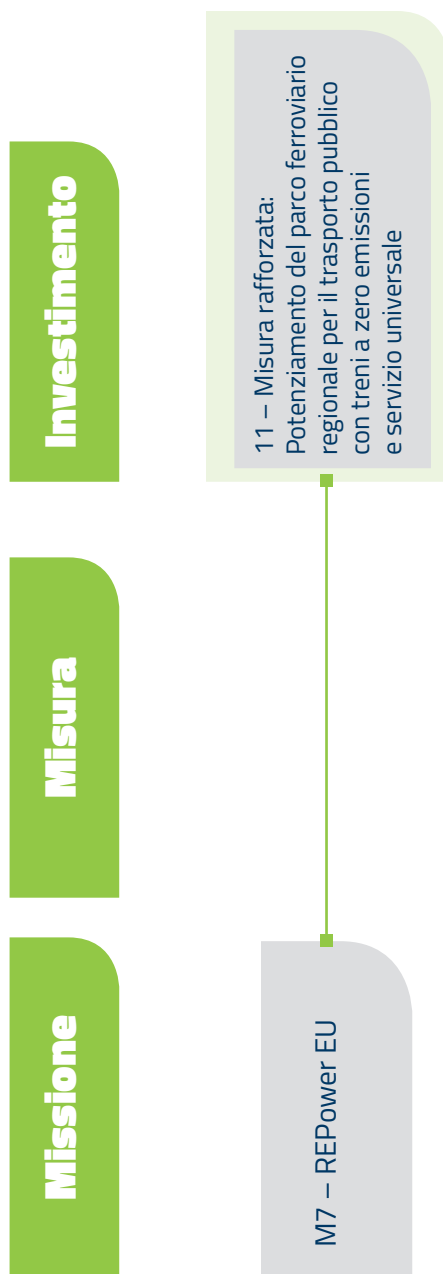 Missione
Misura
Investimento
M7 – REPower EU
11 – Misura rafforzata:
Potenziamento del parco ferroviario
regionale per il trasporto pubblico
con treni a zero emissioni
e servizio universale